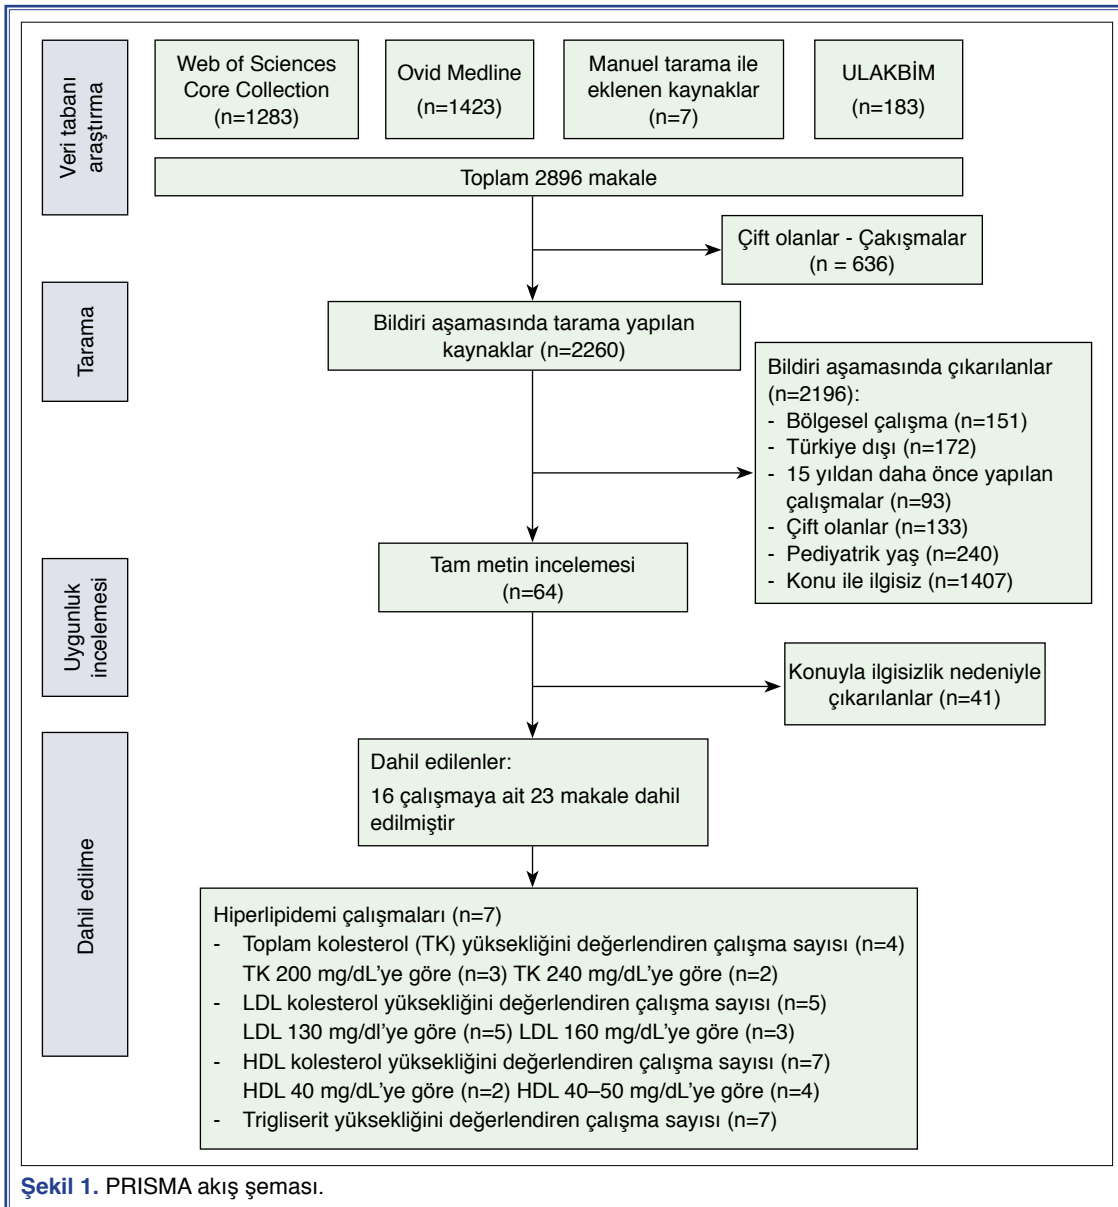 Veri tabanı
araştırma
Web of Sciences
Core Collection
(n=1283)
Ovid Medline
(n=1423)
Manuel tarama ile
eklenen kaynaklar
(n=7)
ULAKBİM
(n=183)
Toplam 2896 makale
Çift olanlar - Çakışmalar
(n = 636)
Tarama
Bildiri aşamasında tarama yapılan
kaynaklar (n=2260)
Bildiri aşamasında çıkarılanlar
(n=2196):
- Bölgesel çalışma (n=151)
- Türkiye dışı (n=172)
- 15 yıldan daha önce yapılan
çalışmalar (n=93)
- Çift olanlar (n=133)
- Pediyatrik yaş (n=240)
- Konu ile ilgisiz (n=1407)
Uygunluk
incelemesi
Tam metin incelemesi
(n=64)
Konuyla ilgisizlik nedeniyle
çıkarılanlar (n=41)
Dahil edilme
Dahil edilenler:
16 çalışmaya ait 23 makale dahil
edilmiştir
Hiperlipidemi çalışmaları (n=7)
- Toplam kolesterol (TK) yüksekliğini değerlendiren çalışma sayısı (n=4)
TK 200 mg/dL'ye göre (n=3) TK 240 mg/dL'ye göre (n=2)
- LDL kolesterol yüksekliğini değerlendiren çalışma sayısı (n=5)
LDL 130 mg/dl'ye göre (n=5) LDL 160 mg/dL'ye göre (n=3)
- HDL kolesterol yüksekliğini değerlendiren çalışma sayısı (n=7)
HDL 40 mg/dL'ye göre (n=2) HDL 40–50 mg/dL'ye göre (n=4)
- Trigliserit yüksekliğini değerlendiren çalışma sayısı (n=7)
Şekil 1. PRISMA akış şeması.